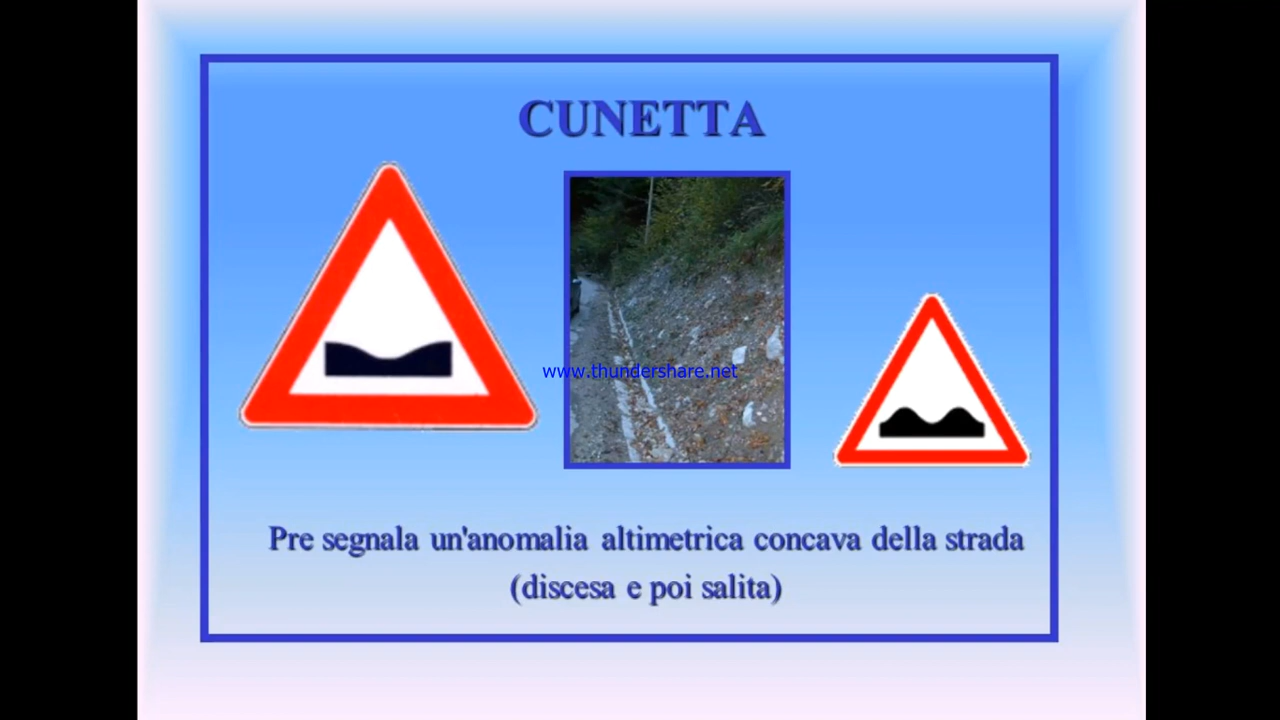 CUNETTA
www.thundershare.net
Pre segnala un'anomalia altimetrica concava della strada
(discesa e poi salita)